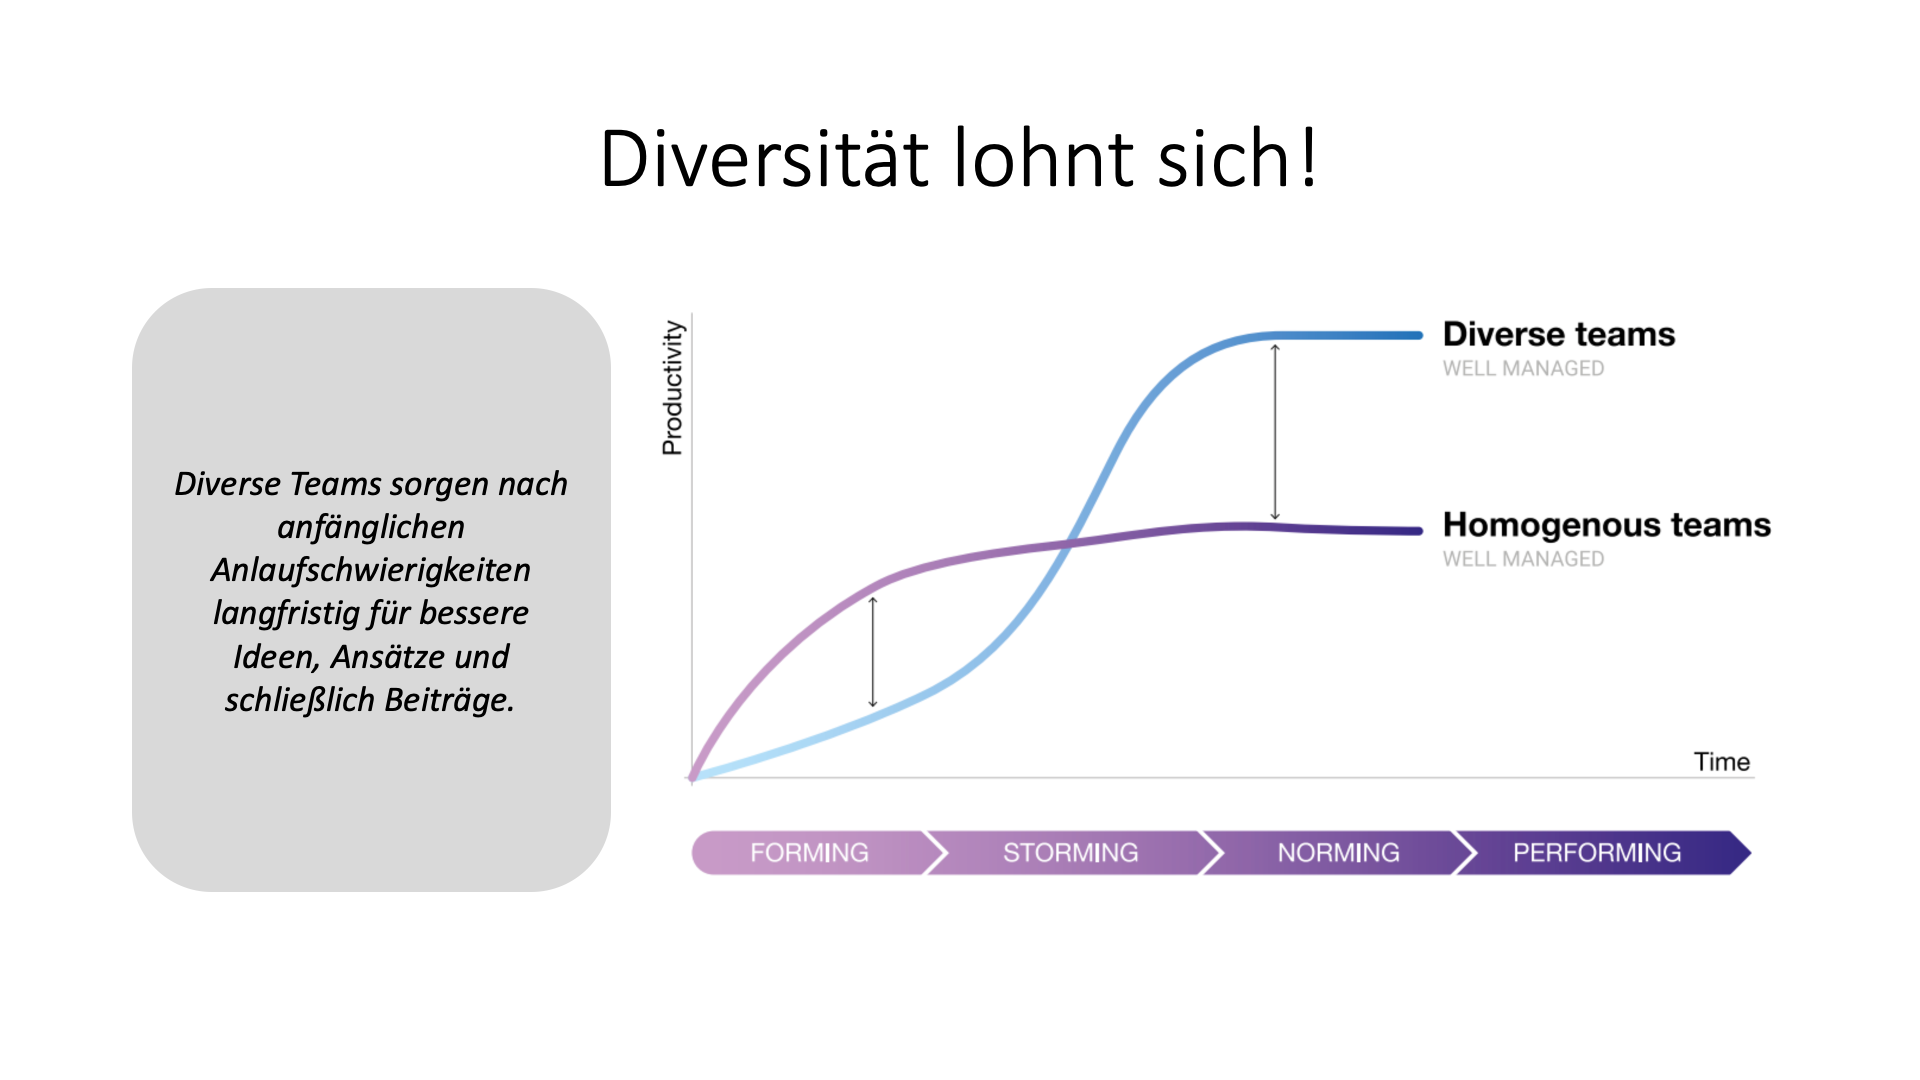 Diversität lohnt sich!
Diverse Teams sorgen nach
anfänglichen
Anlaufschwierigkeiten
langfristig für bessere
Ideen, Ansätze und
schließlich Beiträge.
Productivity
Diverse teams
WELL MANAGED
Homogenous teams
WELL MANAGED
Time
FORMING
STORMING
NORMING
PERFORMING